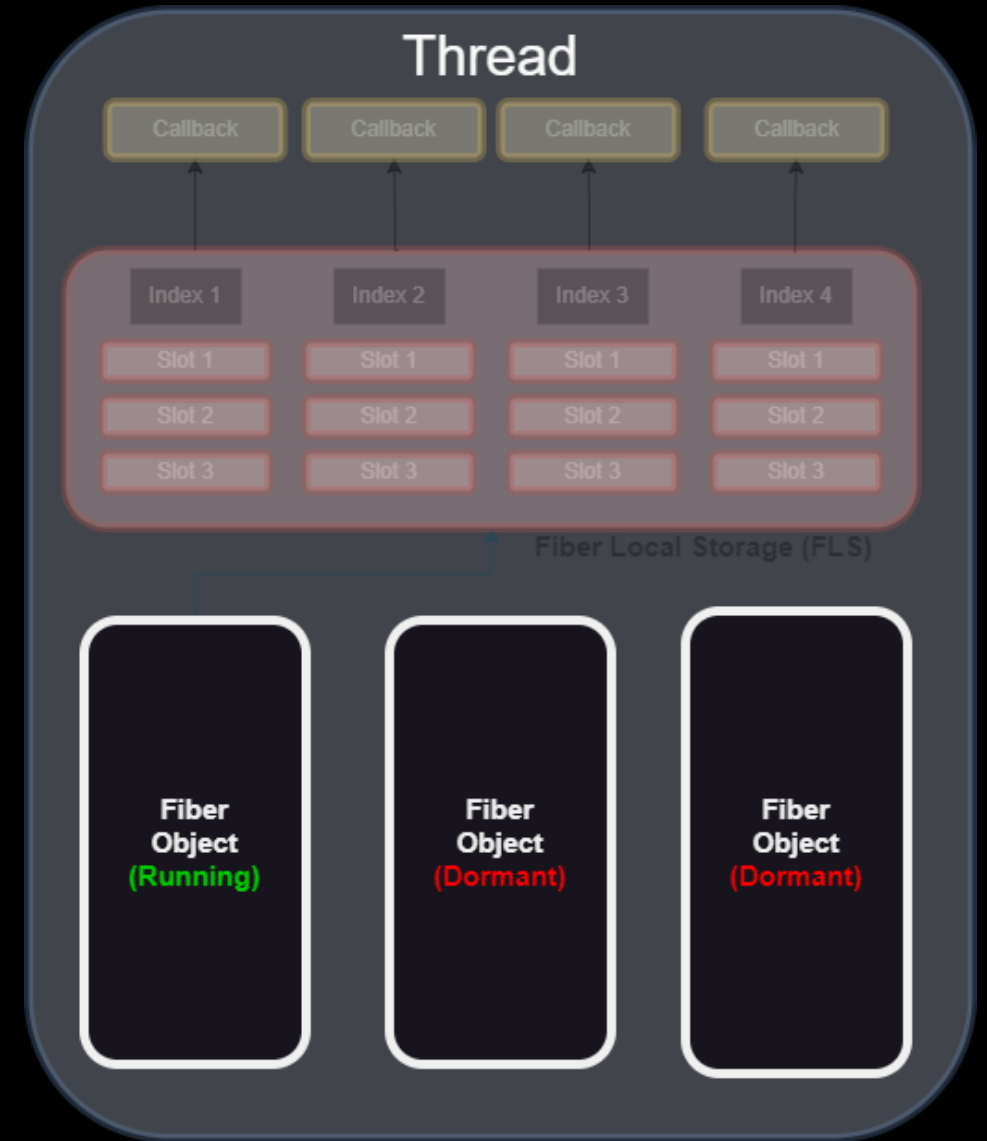 Thread
Callback Callback Callback Callback
Index 1 Index 2 Index 3 Index 4
Slot 1 Slot 1 Slot 1 Slot 1
Slot 2 Slot 2 Slot 2 Slot 2
Slot 3 Slot 3 Slot 3 Slot 3
Fiber Local Storage (FLS)
Fiber
Object
(Running)
Fiber
Object
(Dormant)
Fiber
Object
(Dormant)